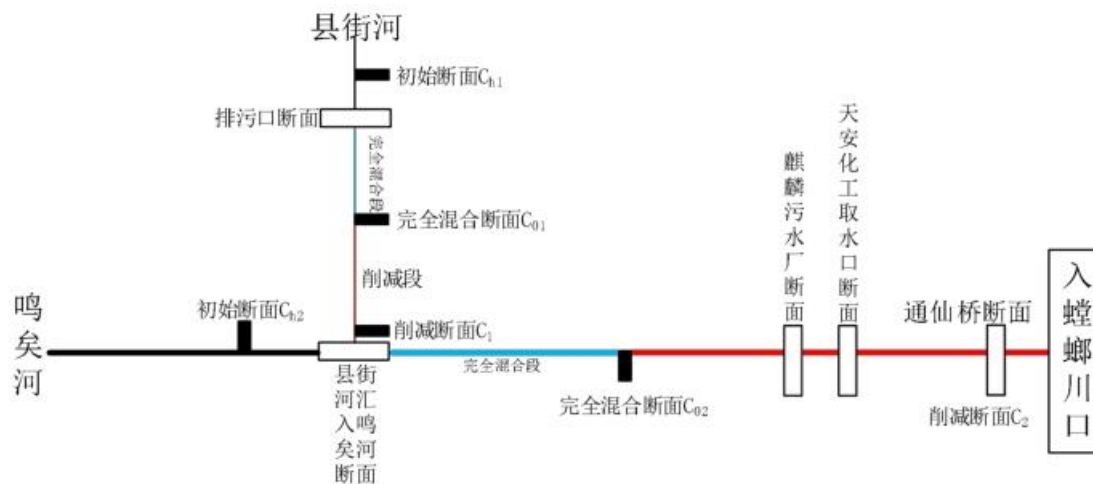 县街河
初始断面Ch1
排污口断面
完全混合段
完全混合断面C01
削减段
削减断面C1
鸣矣河
初始断面Ch2
县街河汇入鸣矣河断面
完全混合段
完全混合断面C02
麒麟污水厂断面
天安化工取水口断面
通仙桥断面
削减断面C2
入螳螂川口